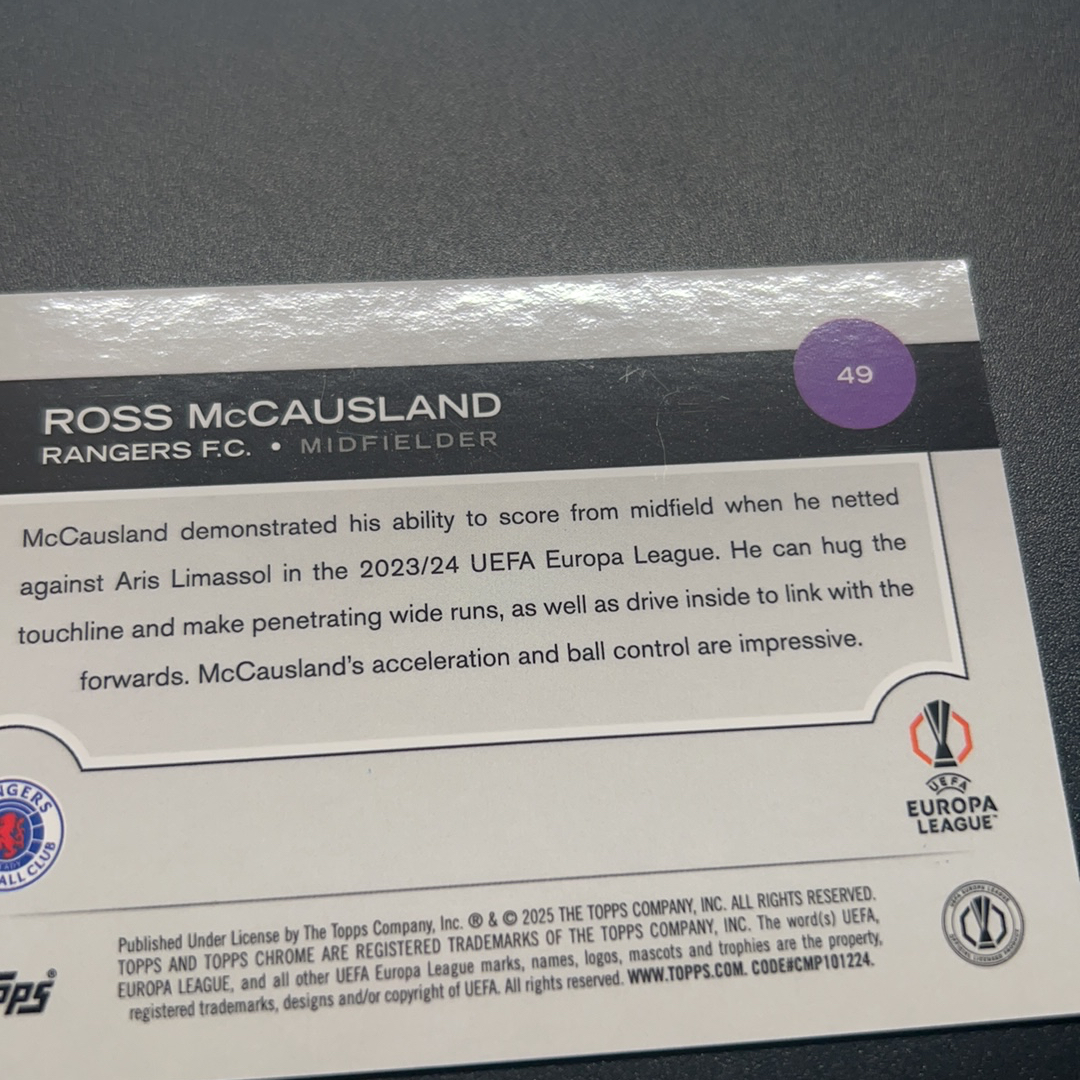 49
ROSS McCAUSLAND
RANGERS F.C. • MIDFIELDER
McCausland demonstrated his ability to score from midfield when he netted
against Aris Limassol in the 2023/24 UEFA Europa League. He can hug the
touchline and make penetrating wide runs, as well as drive inside to link with the
forwards. McCausland's acceleration and ball control are impressive.
UEFA
EUROPA
LEAGUE™
Published Under License by The Topps Company, Inc. ® & © 2025 THE TOPPS COMPANY, INC. ALL RIGHTS RESERVED.
TOPPS AND TOPPS CHROME ARE REGISTERED TRADEMARKS OF THE TOPPS COMPANY, INC. The word(s) UEFA,
EUROPA LEAGUE, and all other UEFA Europa League marks, names, logos, mascots and trophies are the property,
registered trademarks, designs and/or copyright of UEFA. All rights reserved. WWW.TOPPS.COM. CODE#CMP101224.